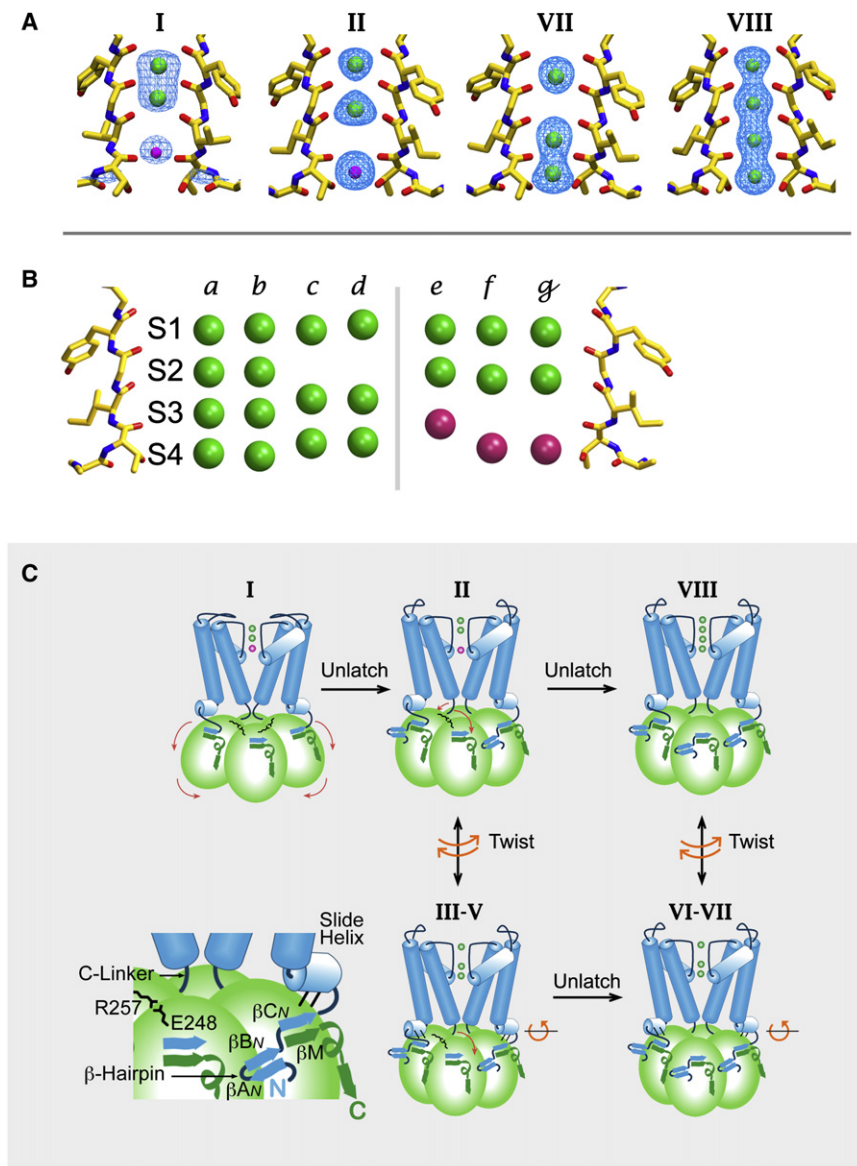 A
I II VII VIII
B
a b c d e f g
S1
S2
S3
S4
C
I II VIII
Unlatch Unlatch
Twist Twist
III-V VI-VII
Slide
Helix
C-Linker
R257
E248
Unlatch
βCN
βBN
βM
β-Hairpin
βAN
N
C